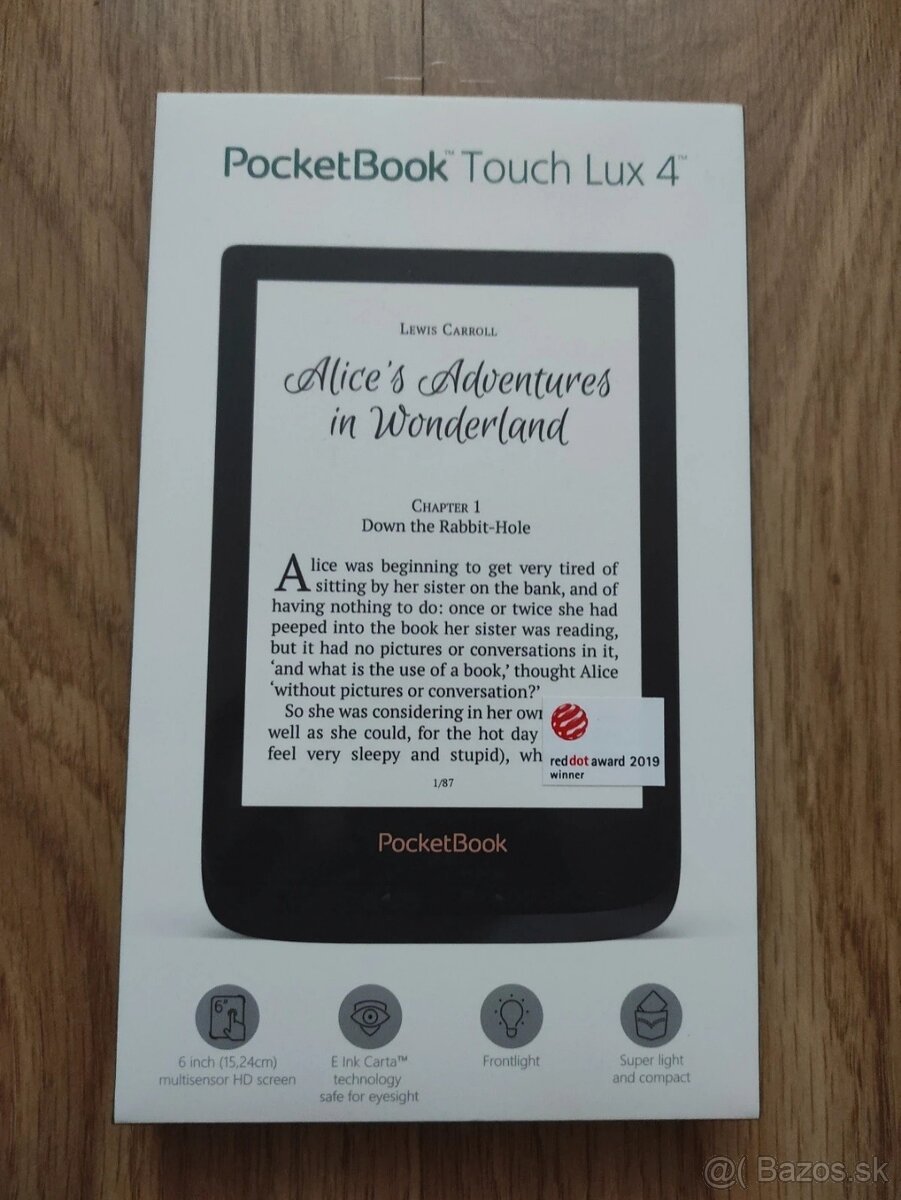 PocketBook™ Touch Lux 4™
Lewis Carroll
Alice's Adventures
in Wonderland
Chapter 1
Down the Rabbit-Hole
Alice was beginning to get very tired of
sitting by her sister on the bank, and of
having nothing to do: once or twice she had
peeped into the book her sister was reading,
but it had no pictures or conversations in it,
‘and what is the use of a book,’ thought Alice
‘without pictures or conversation?’
So she was considering in her own
well as she could, for the hot day
feel very sleepy and stupid), wh
reddot award 2019
winner
1/87
PocketBook
6"
6 inch (15,24cm)
multisensor HD screen
E Ink Carta™
technology
safe for eyesight
Frontlight
Super light
and compact
@( Bazos.sk